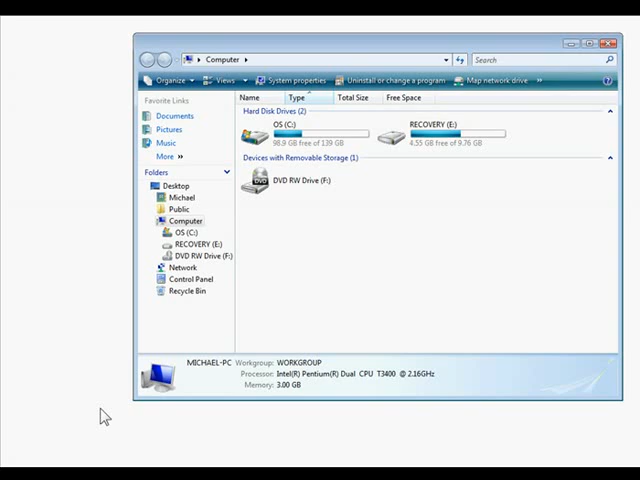 Computer
Search
Organize Views System properties Uninstall or change a program Map network drive »
Favorite Links
Documents
Pictures
Music
More »
Folders
Desktop
Michael
Public
Computer
OS (C:)
RECOVERY (E:)
DVD RW Drive (F:)
Network
Control Panel
Recycle Bin
Name Type Total Size Free Space
Hard Disk Drives (2)
OS (C:)
98.9 GB free of 139 GB
RECOVERY (E:)
4.55 GB free of 9.76 GB
Devices with Removable Storage (1)
DVD
DVD RW Drive (F:)
MICHAEL-PC Workgroup: WORKGROUP
Processor: Intel(R) Pentium(R) Dual CPU T3400 @ 2.16GHz
Memory: 3.00 GB